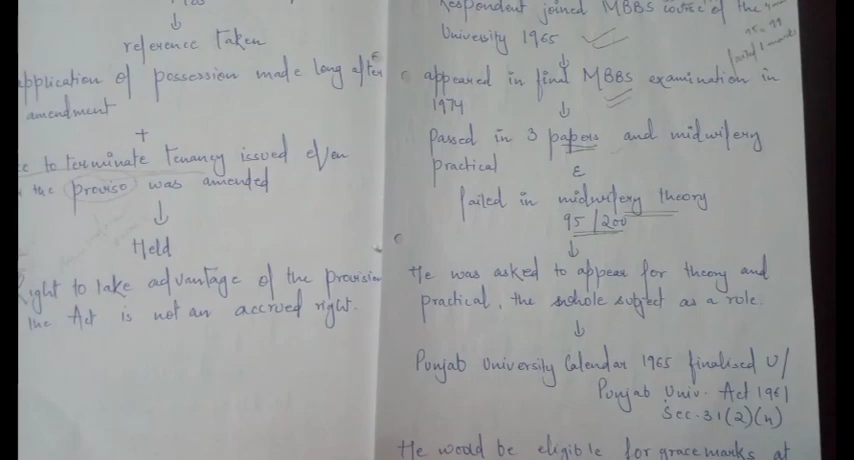 reference Taken
application of possession made long after
amendment
+
to terminate Tenancy issued even
the proviso was amended
Held
Right to take advantage of the provision
the Act is not an accrued right.
Respondent joined MBBS course of the
University 1965
appeared in final MBBS examination in
1974
Passed in 3 papers and midwifery
practical
&
failed in midwifery theory
95/200
He was asked to appear for theory and
practical, the whole subject as a role.
Punjab University Calendar 1965 finalised U/
Punjab Univ. Act 1961
Sec-31(2)(h)
He would be eligible for grace marks at